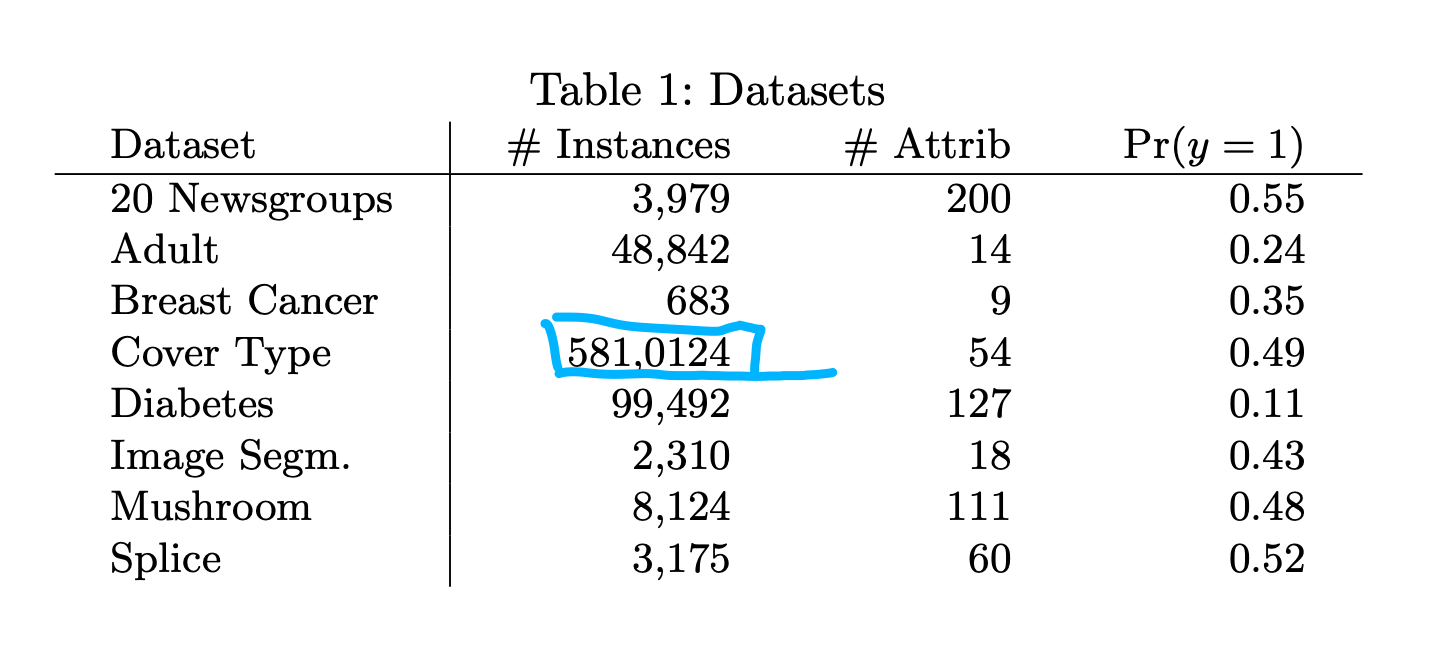 Table 1: Datasets
Dataset # Instances # Attrib Pr(y = 1)
20 Newsgroups 3,979 200 0.55
Adult 48,842 14 0.24
Breast Cancer 683 9 0.35
Cover Type 581,0124 54 0.49
Diabetes 99,492 127 0.11
Image Segm. 2,310 18 0.43
Mushroom 8,124 111 0.48
Splice 3,175 60 0.52